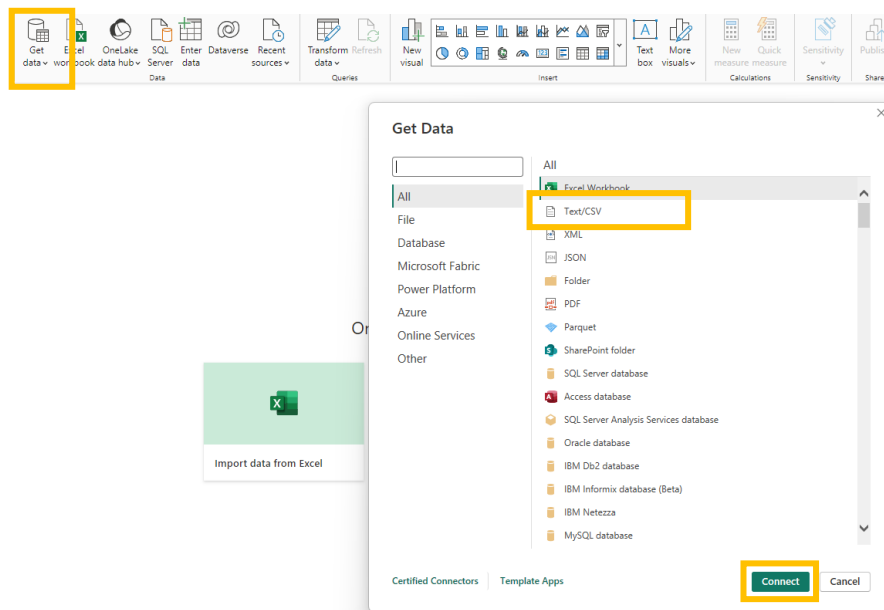 Get data
Excel workbook
OneLake data hub
SQL Server
Enter data
Dataverse
Recent sources
Transform data
Refresh
New visual
Text box
More visuals
New measure
Quick measure
Sensitivity
Data
Queries
Insert
Calculations
Sensitivity
Share
Get Data
All
File
Database
Microsoft Fabric
Power Platform
Azure
Online Services
Other
All
Excel Workbook
Text/CSV
XML
JSON
Folder
PDF
Parquet
SharePoint folder
SQL Server database
Access database
SQL Server Analysis Services database
Oracle database
IBM Db2 database
IBM Informix database (Beta)
IBM Netezza
MySQL database
Import data from Excel
Certified Connectors
Template Apps
Connect
Cancel